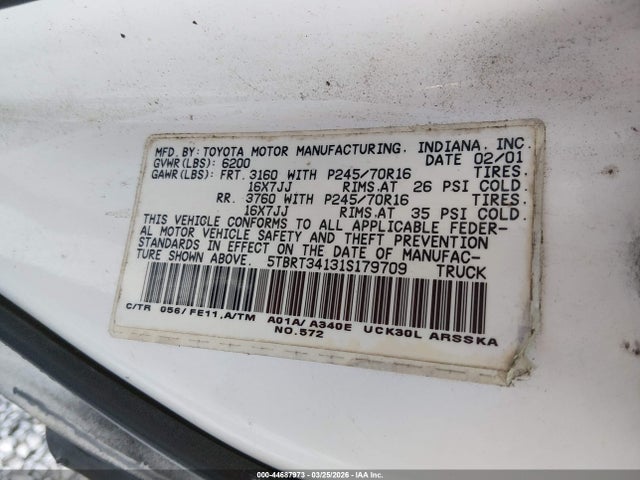 MFD. BY: TOYOTA MOTOR MANUFACTURING, INDIANA, INC.
GVWR(LBS): 6200 DATE 02/01
GAWR(LBS): FRT. 3160 WITH P245/70R16 TIRES.
16X7JJ RIMS,AT 26 PSI COLD.
RR. 3760 WITH P245/70R16 TIRES.
16X7JJ RIMS,AT 35 PSI COLD.
THIS VEHICLE CONFORMS TO ALL APPLICABLE FEDER-
AL MOTOR VEHICLE SAFETY AND THEFT PREVENTION
STANDARDS IN EFFECT ON THE DATE OF MANUFAC-
TURE SHOWN ABOVE. 5TBRT34131S179709 TRUCK
C/TR 056/FE11,A/TM A01A/A340E UCK30L ARSSKA
NO.572
000-44687973 | 03/25/2026 - IAA Inc.